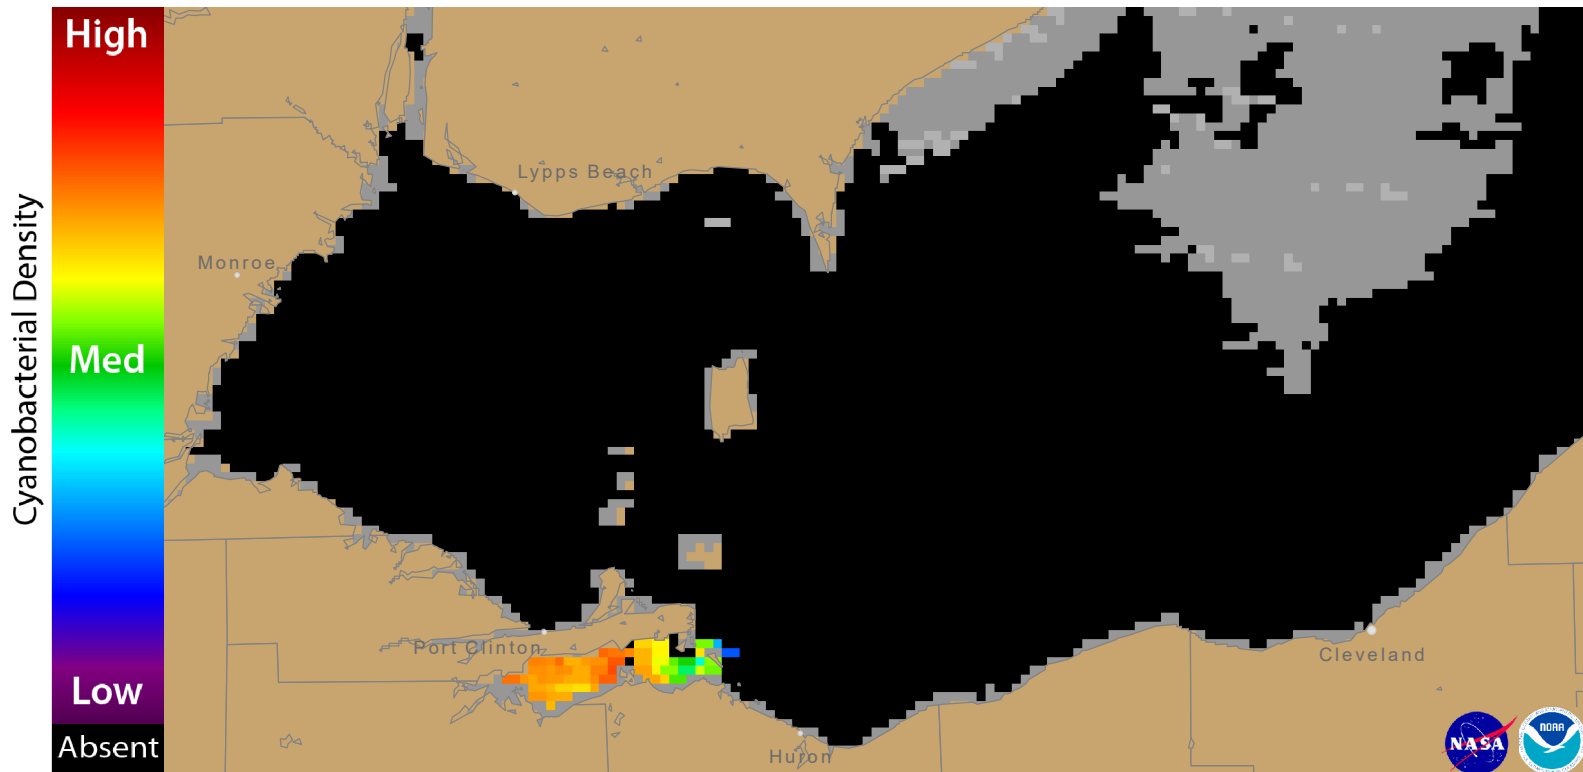 High
Cyanobacterial Density
Med
Low
Absent
Lypps Beach
Monroe
Port Clinton
Cleveland
Huron
NASA
NOAA